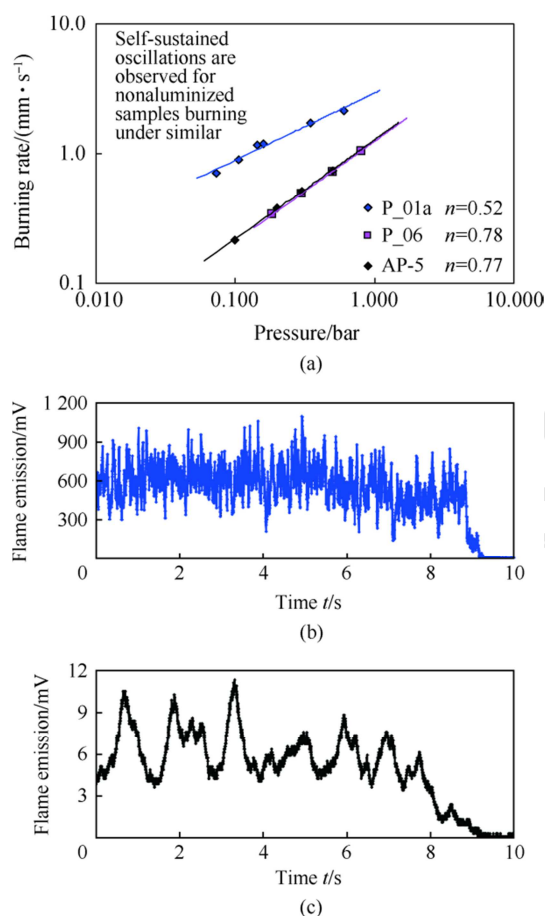 (a)
Self-sustained
oscillations are
observed for
nonaluminized
samples burning
under similar
Burning rate/(mm · s⁻¹)
10.0
1.0
0.1
P_01a n=0.52
P_06 n=0.78
AP-5 n=0.77
0.010 0.100 1.000 10.000
Pressure/bar
(a)
Flame emission/mV
1 200
900
600
300
0 2 4 6 8 10
Time t/s
(b)
Flame emission/mV
12
9
6
3
0 2 4 6 8 10
Time t/s
(c)